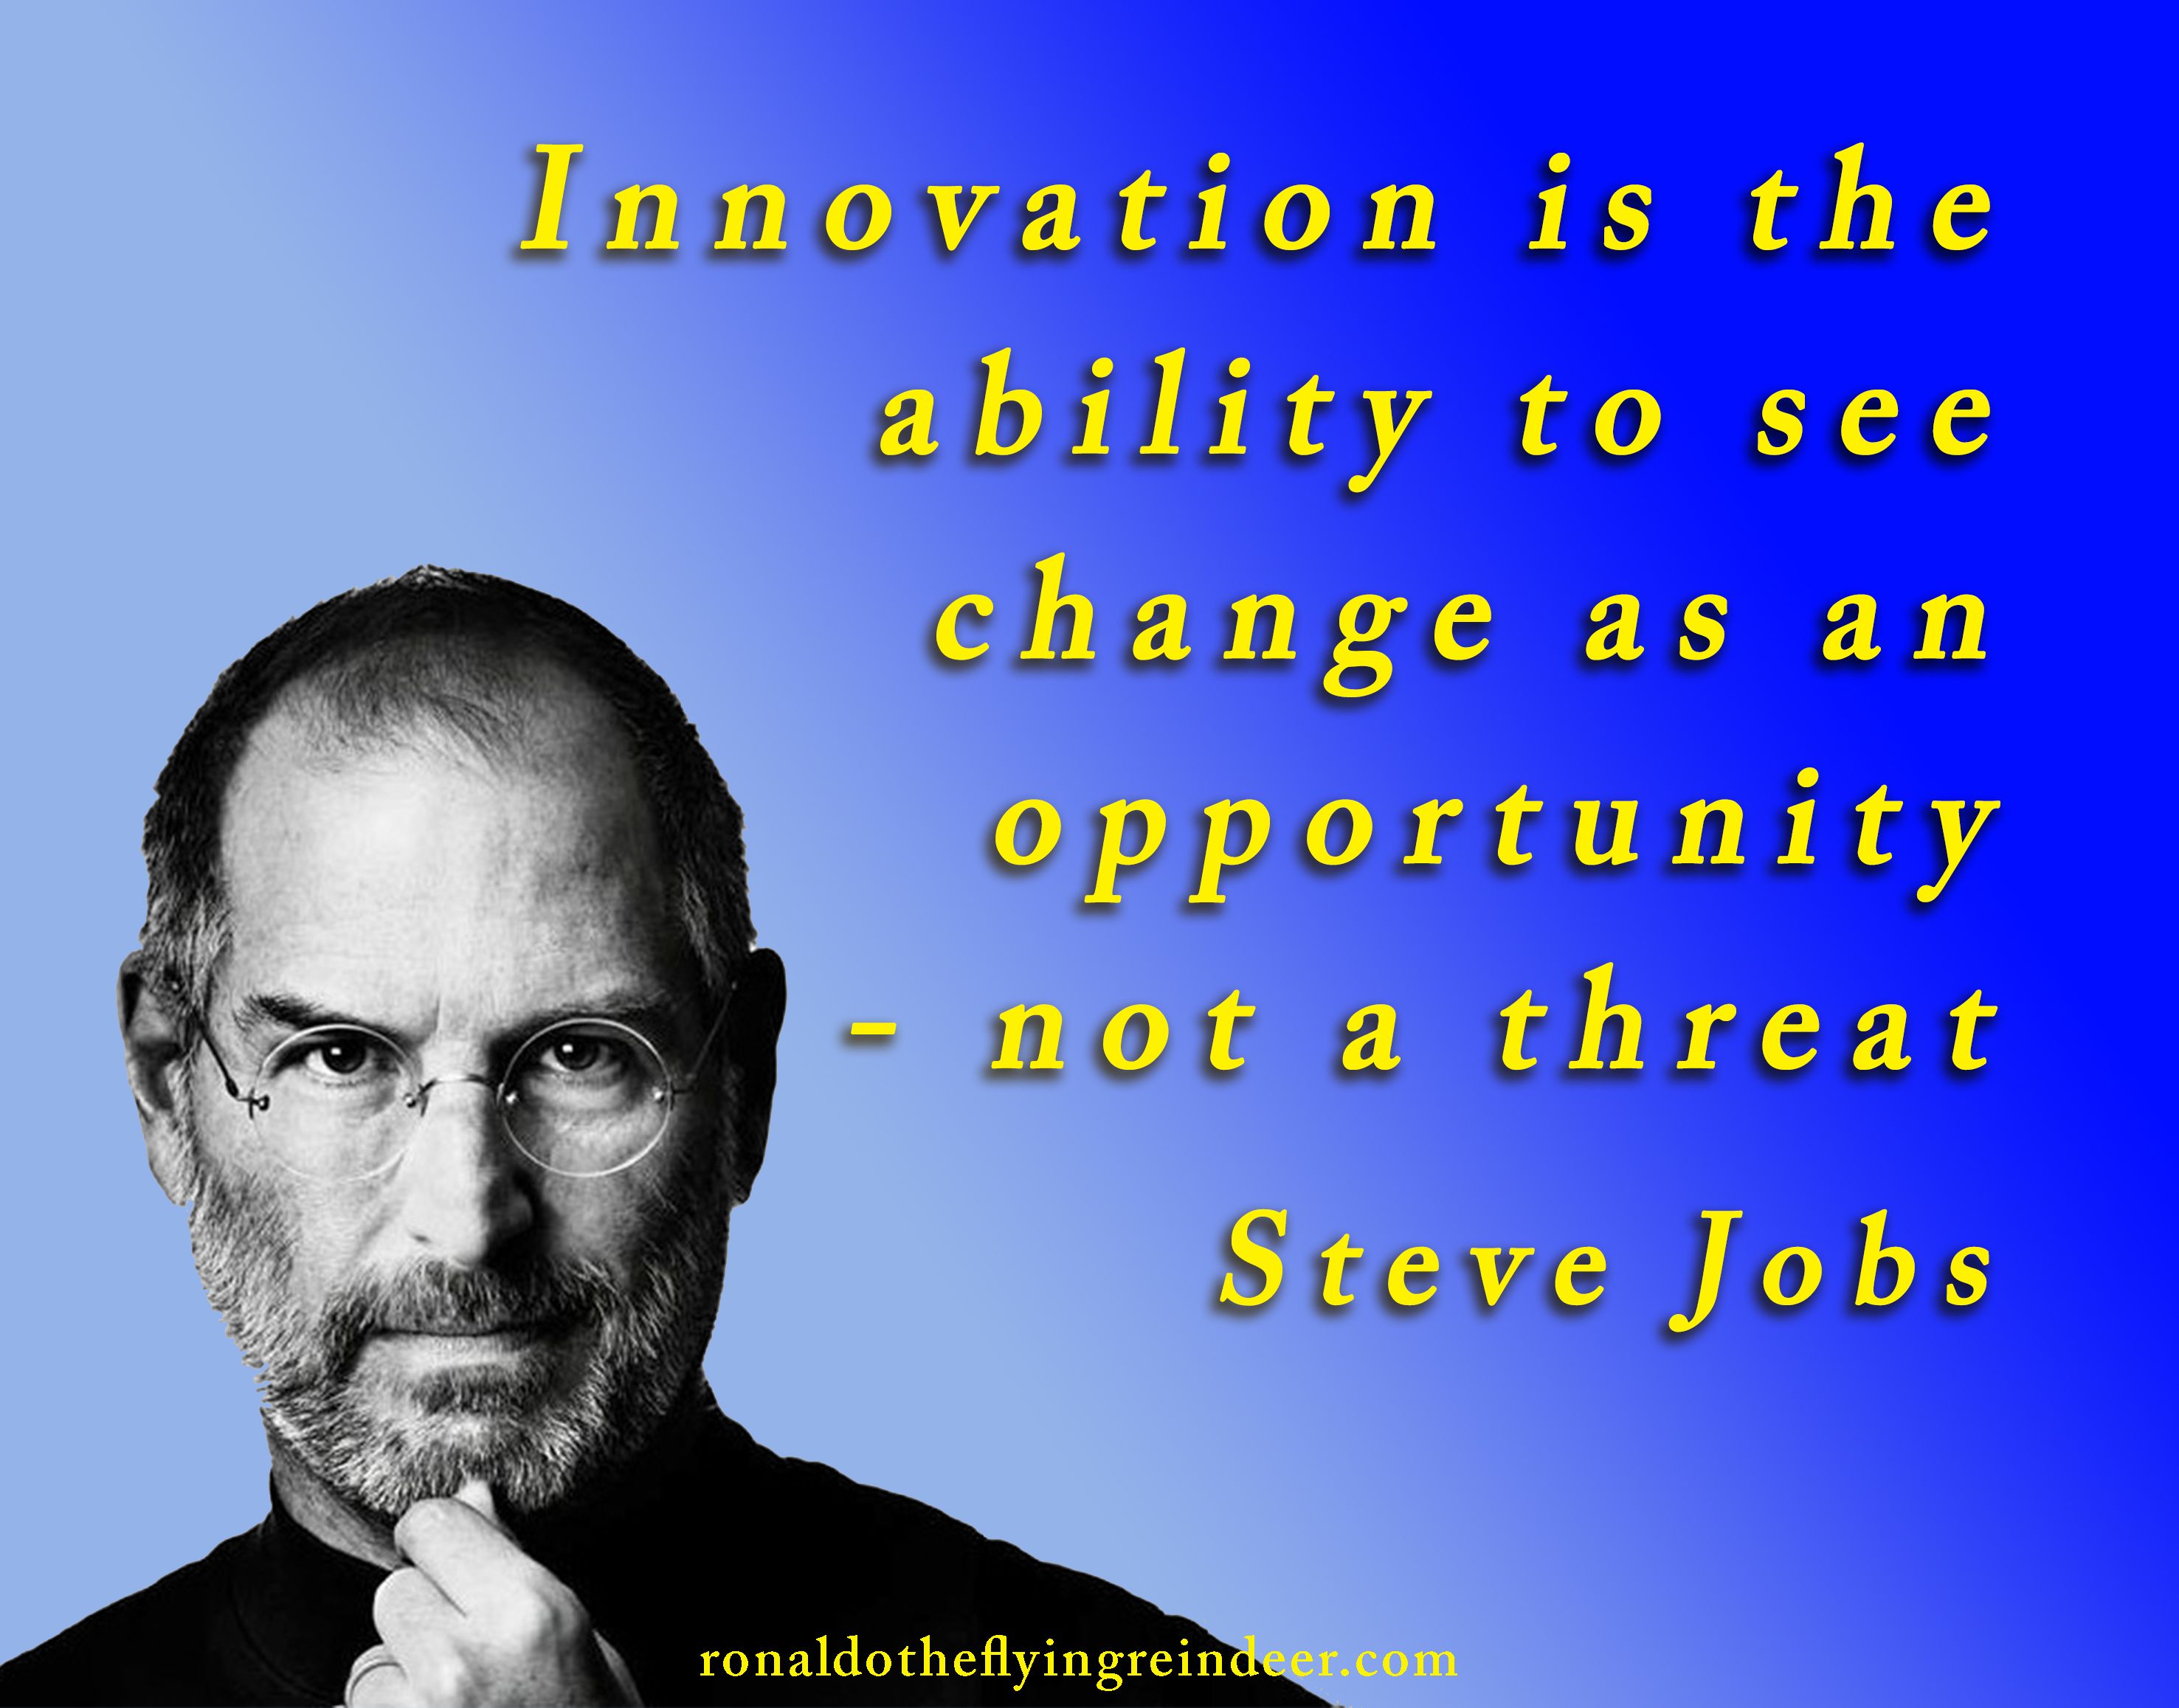 Innovation is the
ability to see
change as an
opportunity
- not a threat
Steve Jobs
ronaldotheflyingreindeer.com